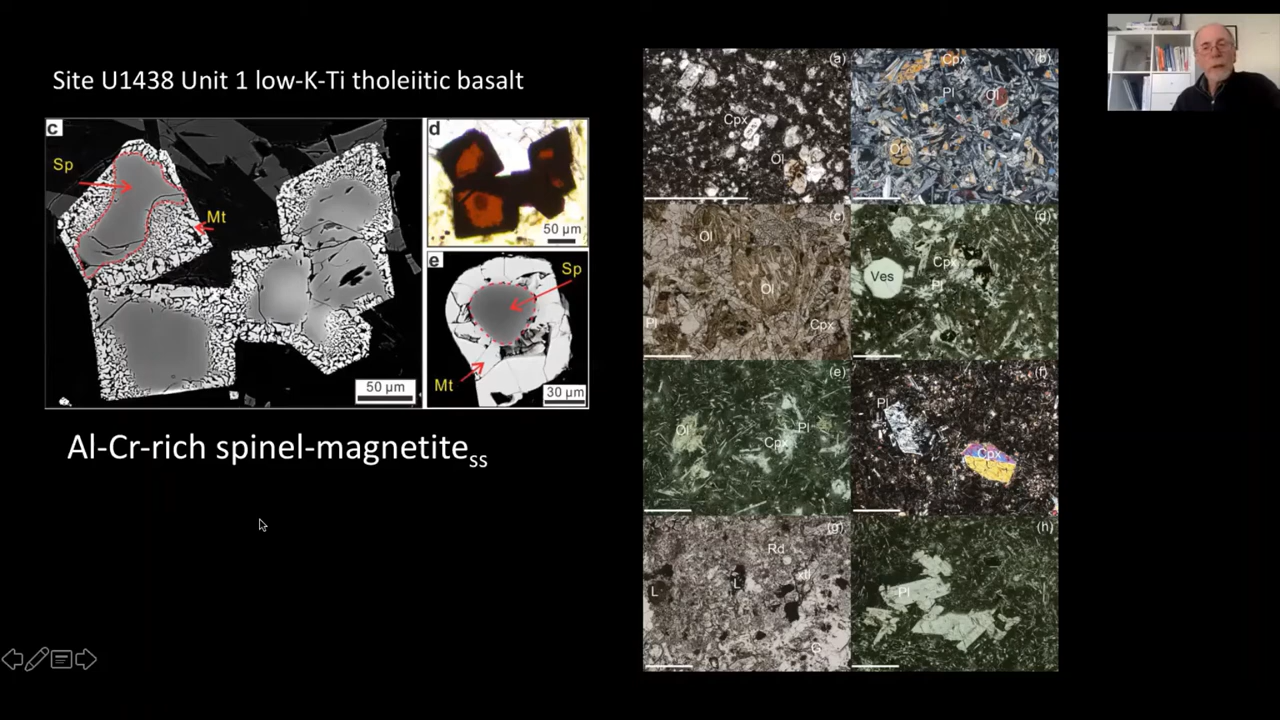 Site U1438 Unit 1 low-K-Ti tholeiitic basalt
c
Sp
Mt
50 µm
d
50 µm
e
Sp
Mt
30 µm
Al-Cr-rich spinel-magnetitess
(a)
Cpx
Ol
(b)
Cpx
Pl
Ol
Ol
(c)
Ol
Ol
Pl
Cpx
(d)
Cpx
Ves
Pl
(e)
Ol
Pl
Cpx
(f)
Pl
Cpx
(g)
Rd
xtl
L
L
G
(h)
Pl